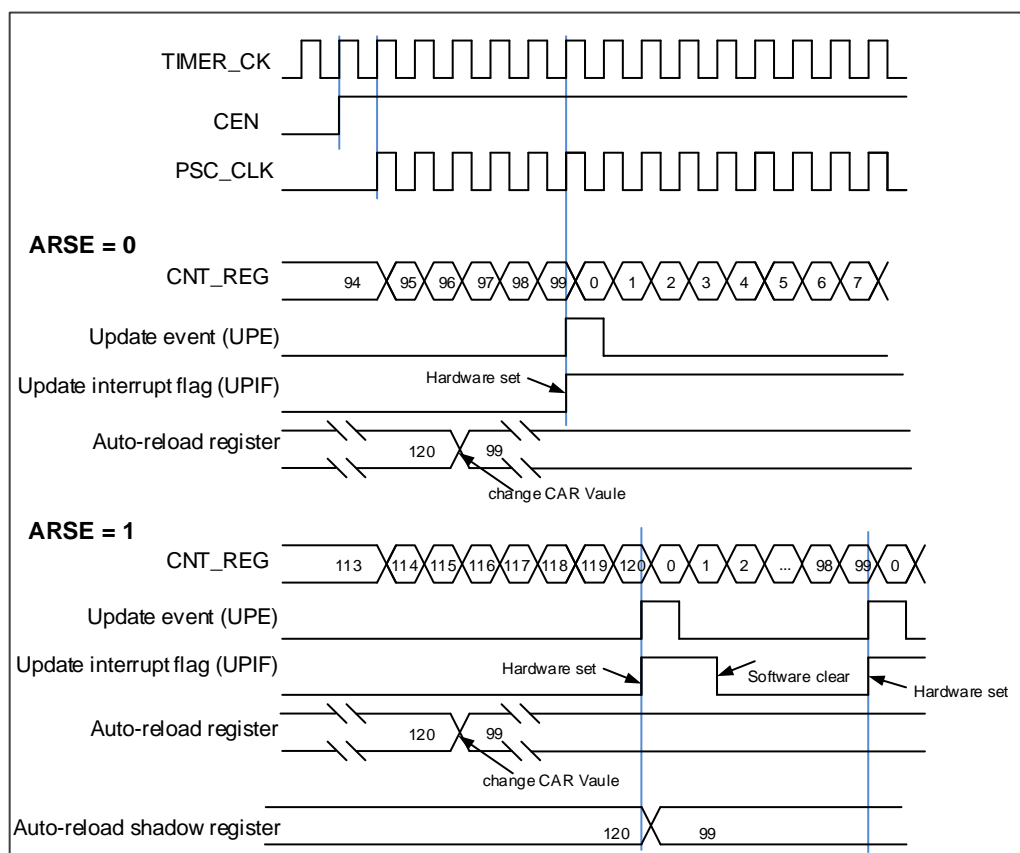 TIMER_CK
CEN
PSC_CLK
ARSE = 0
CNT_REG 94 95 96 97 98 99 0 1 2 3 4 5 6 7
Update event (UPE)
Hardware set
Update interrupt flag (UPIF)
Auto-reload register 120 99
change CAR Vaule
ARSE = 1
CNT_REG 113 114 115 116 117 118 119 120 0 1 2 ... 98 99 0
Update event (UPE)
Update interrupt flag (UPIF) Hardware set Software clear Hardware set
Auto-reload register 120 99
change CAR Vaule
Auto-reload shadow register 120 99